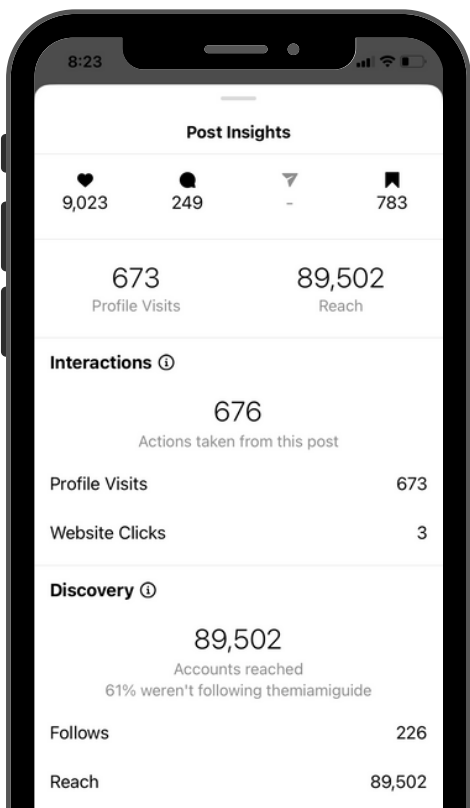 8:23
Post Insights
9,023 249 - 783
673 89,502
Profile Visits Reach
Interactions
676
Actions taken from this post
Profile Visits 673
Website Clicks 3
Discovery
89,502
Accounts reached
61% weren't following themiamiguide
Follows 226
Reach 89,502